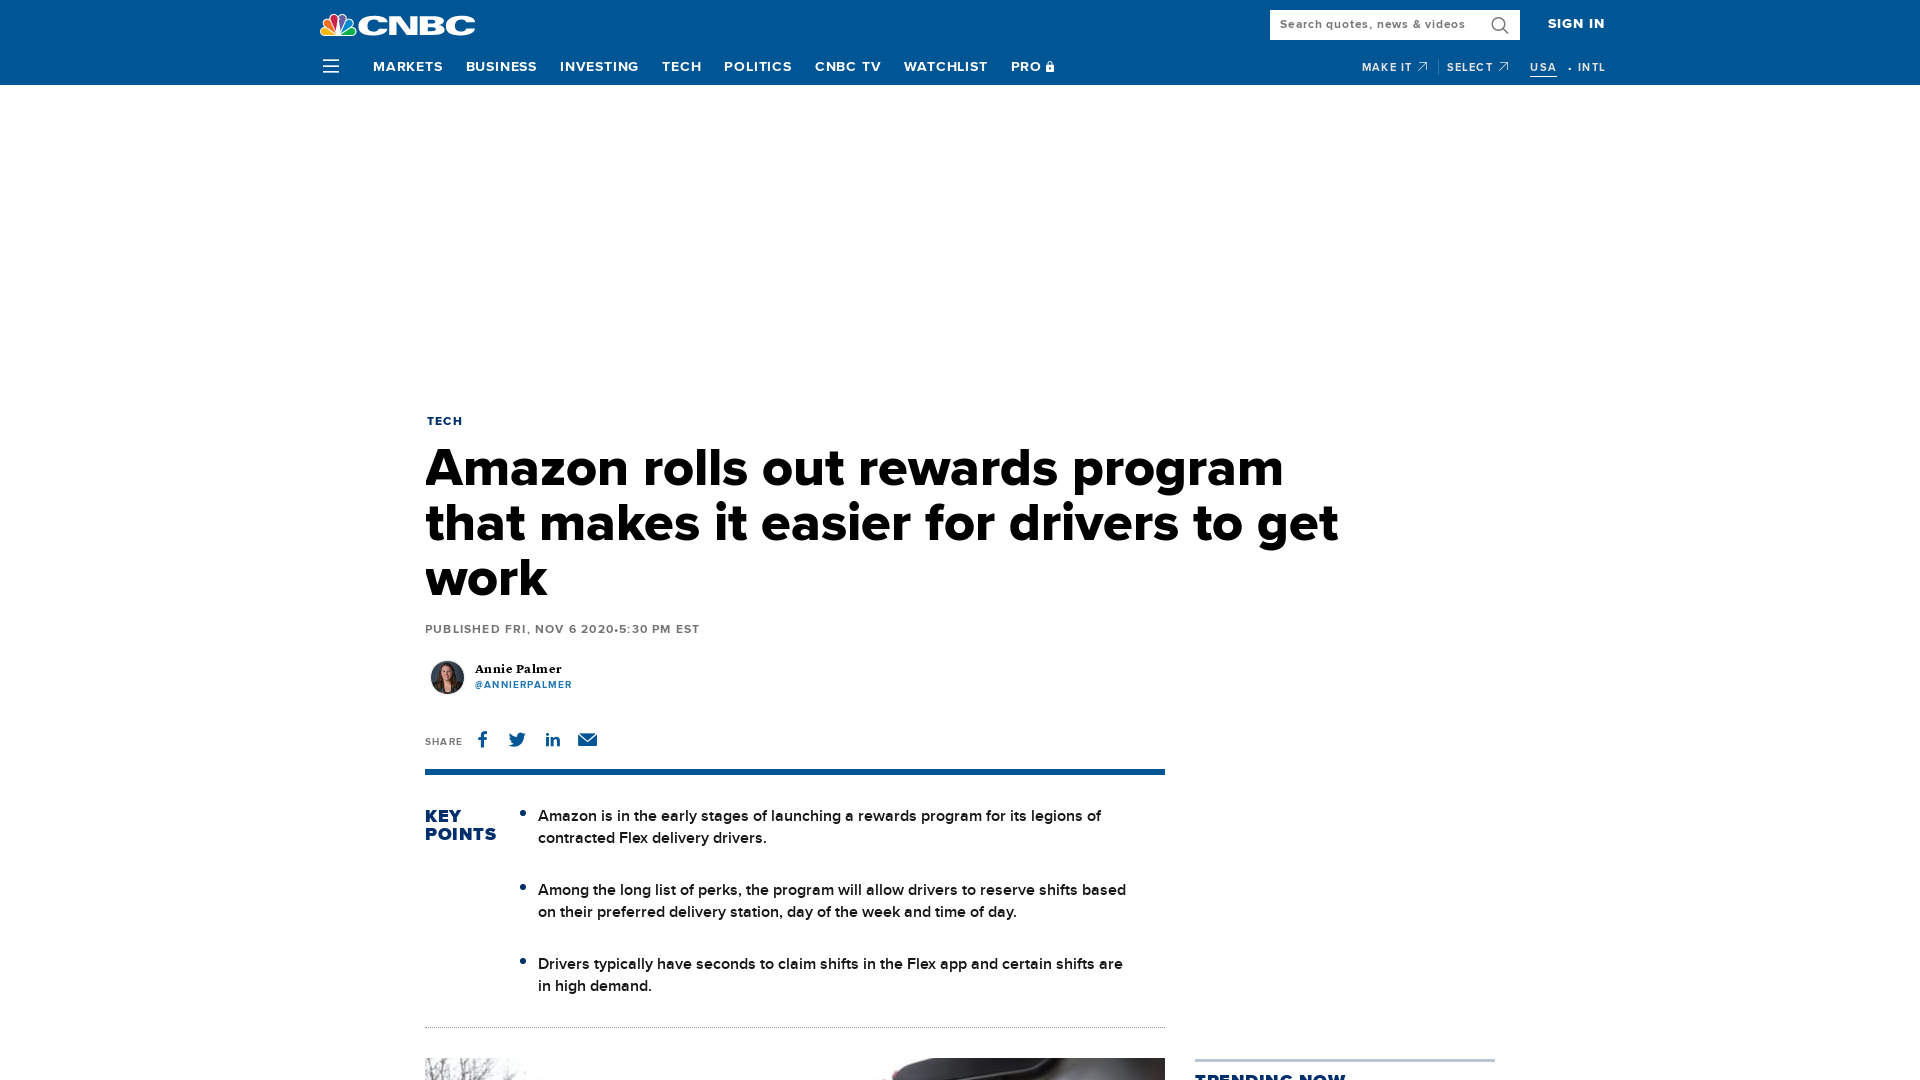 CNBC
Search quotes, news & videos
SIGN IN
MARKETS BUSINESS INVESTING TECH POLITICS CNBC TV WATCHLIST PRO
MAKE IT SELECT USA • INTL
TECH
Amazon rolls out rewards program
that makes it easier for drivers to get
work
PUBLISHED FRI, NOV 6 2020•5:30 PM EST
Annie Palmer
@ANNIERPALMER
SHARE
KEY
POINTS
Amazon is in the early stages of launching a rewards program for its legions of
contracted Flex delivery drivers.
Among the long list of perks, the program will allow drivers to reserve shifts based
on their preferred delivery station, day of the week and time of day.
Drivers typically have seconds to claim shifts in the Flex app and certain shifts are
in high demand.
TRENDING NOW